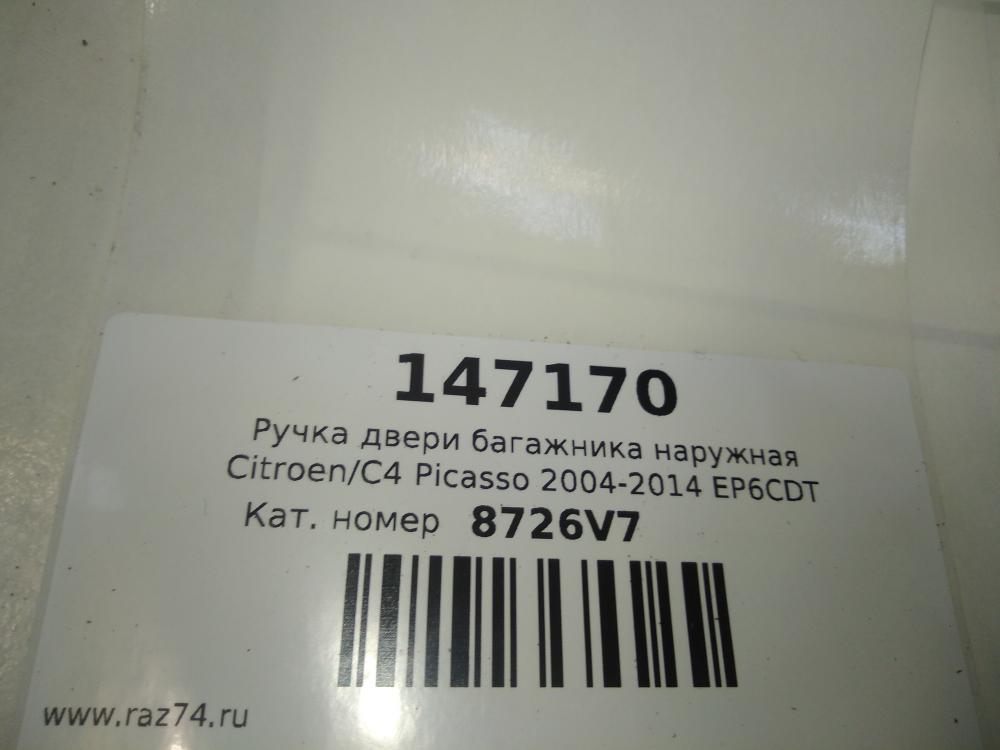 147170
Ручка двери багажника наружная
Citroen/C4 Picasso 2004-2014 EP6CDT
Кат. номер 8726V7
www.raz74.ru